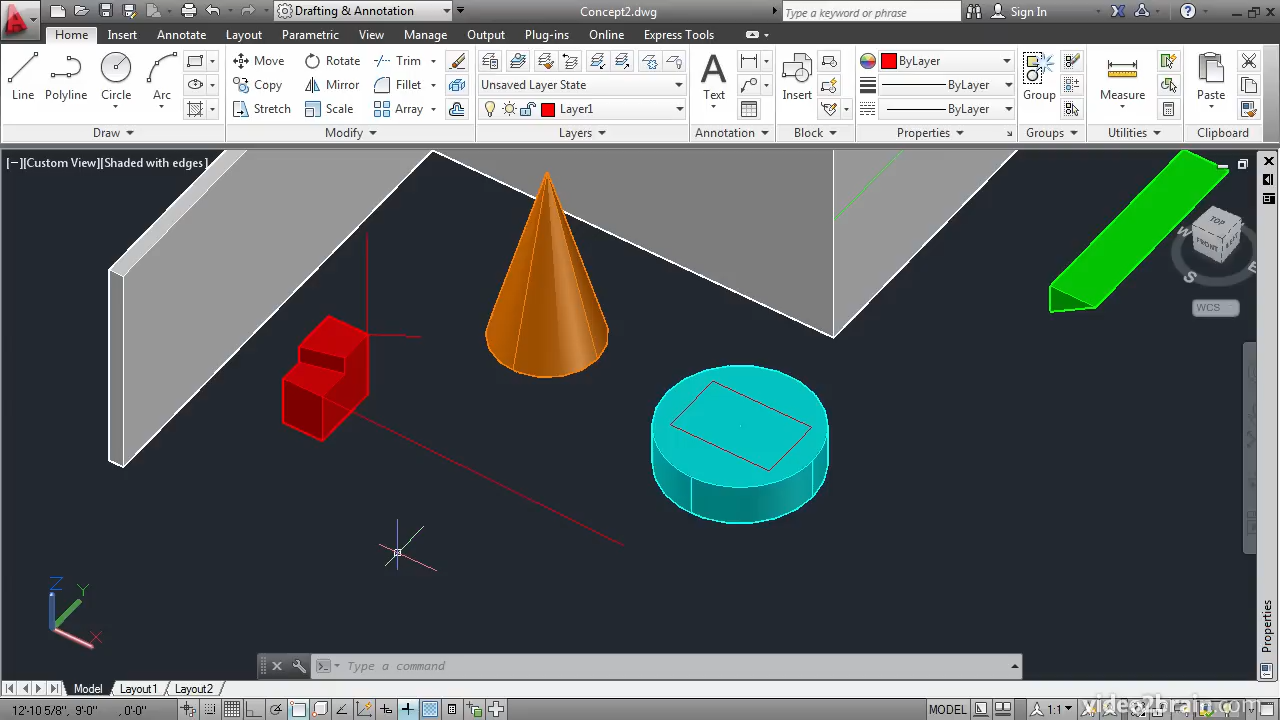 Drafting & Annotation
Concept2.dwg
Type a keyword or phrase
Sign In
Home Insert Annotate Layout Parametric View Manage Output Plug-ins Online Express Tools
Line Polyline Circle Arc
Move Rotate Trim
Copy Mirror Fillet
Stretch Scale Array
Unsaved Layer State
Layer1
Text
Insert
ByLayer
ByLayer
ByLayer
Group
Measure
Paste
Draw Modify Layers Annotation Block Properties Groups Utilities Clipboard
[−][Custom View][Shaded with edges]
TOP
FRONT
W
S
E
WCS
Z
Y
X
Properties
Type a command
Model Layout1 Layout2
12'-10 5/8", 9'-0" ,0'-0"
MODEL
1:1
video2brain.com